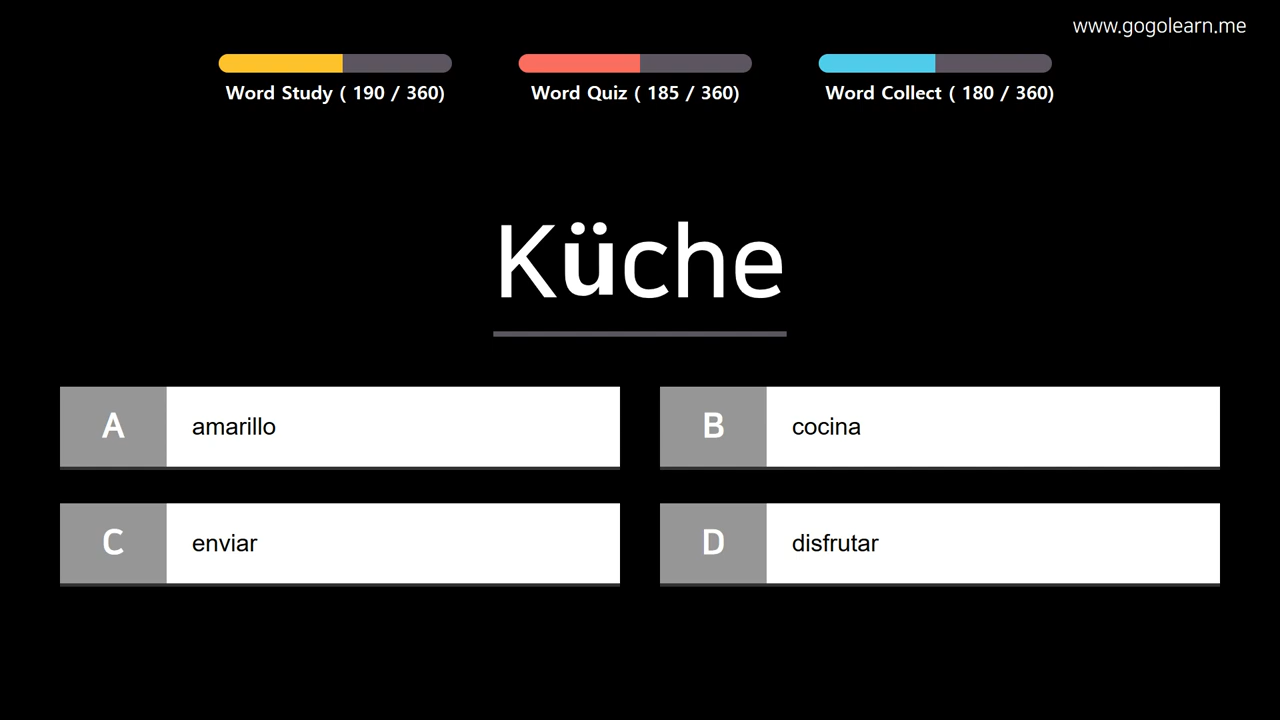 www.gogolearn.me
Word Study ( 190 / 360)
Word Quiz ( 185 / 360)
Word Collect ( 180 / 360)
Küche
A amarillo
B cocina
C enviar
D disfrutar